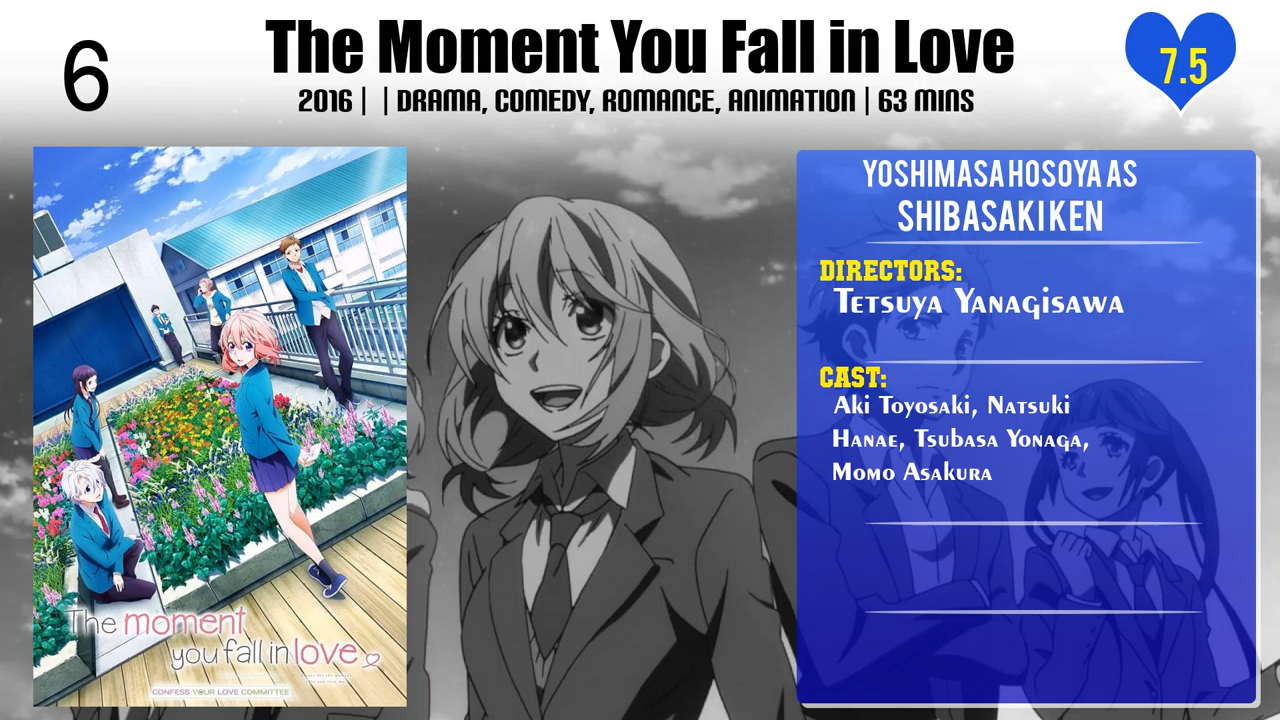 6
The Moment You Fall in Love
2016 | | DRAMA, COMEDY, ROMANCE, ANIMATION | 63 MINS
7.5
YOSHIMASA HOSOYA AS
SHIBASAKI KEN
DIRECTORS:
Tetsuya Yanagisawa
CAST:
Aki Toyosaki, Natsuki
Hanae, Tsubasa Yonaga,
Momo Asakura
The moment
you fall in love
CONFESS YOUR LOVE COMMITTEE